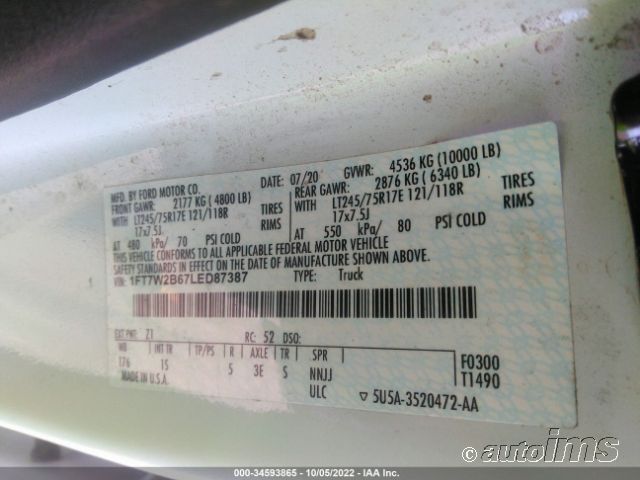 MFD. BY FORD MOTOR CO. DATE: 07/20 GVWR: 4536 KG (10000 LB)
FRONT GAWR: 2177 KG ( 4800 LB) REAR GAWR: 2876 KG ( 6340 LB)
WITH LT245/75R17E 121/118R TIRES WITH LT245/75R17E 121/118R TIRES
17x7.5J RIMS 17x7.5J RIMS
AT 480 kPa/ 70 PSI COLD AT 550 kPa/ 80 PSI COLD
THIS VEHICLE CONFORMS TO ALL APPLICABLE FEDERAL MOTOR VEHICLE
SAFETY STANDARDS IN EFFECT ON THE DATE OF MANUFACTURE SHOWN ABOVE.
VIN: 1FT7W2B67LED87387 TYPE: Truck
EXT PNT: Z1 RC: 52 DSO:
WB INT TR TP/PS R AXLE TR SPR
176 1S 5 3E S NNJJ
MADE IN U.S.A. ULC
F0300
T1490
▽ 5U5A-3520472-AA
© autoims
000-34593865 - 10/05/2022 - IAA Inc.